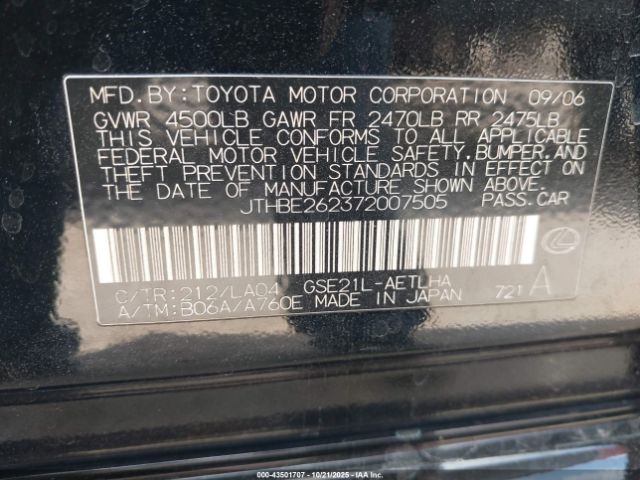 MFD.BY:TOYOTA MOTOR CORPORATION 09/06
GVWR 4500LB GAWR FR 2470LB RR 2475LB
THIS VEHICLE CONFORMS TO ALL APPLICABLE
FEDERAL MOTOR VEHICLE SAFETY,BUMPER,AND
THEFT PREVENTION STANDARDS IN EFFECT ON
THE DATE OF MANUFACTURE SHOWN ABOVE.
JTHBE262372007505 PASS.CAR
C/TR:212/LA04 GSE21L-AETLHA
A/TM:B06A/A760E MADE IN JAPAN 721 A
000-43501707 - 10/21/2025 - IAAI.COM